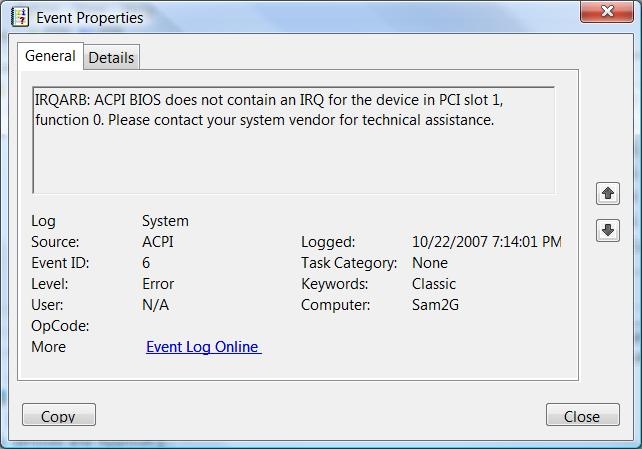 Event Properties
General Details
IRQARB: ACPI BIOS does not contain an IRQ for the device in PCI slot 1,
function 0. Please contact your system vendor for technical assistance.
Log System
Source: ACPI Logged: 10/22/2007 7:14:01 PM
Event ID: 6 Task Category: None
Level: Error Keywords: Classic
User: N/A Computer: Sam2G
OpCode:
More Event Log Online
Copy Close